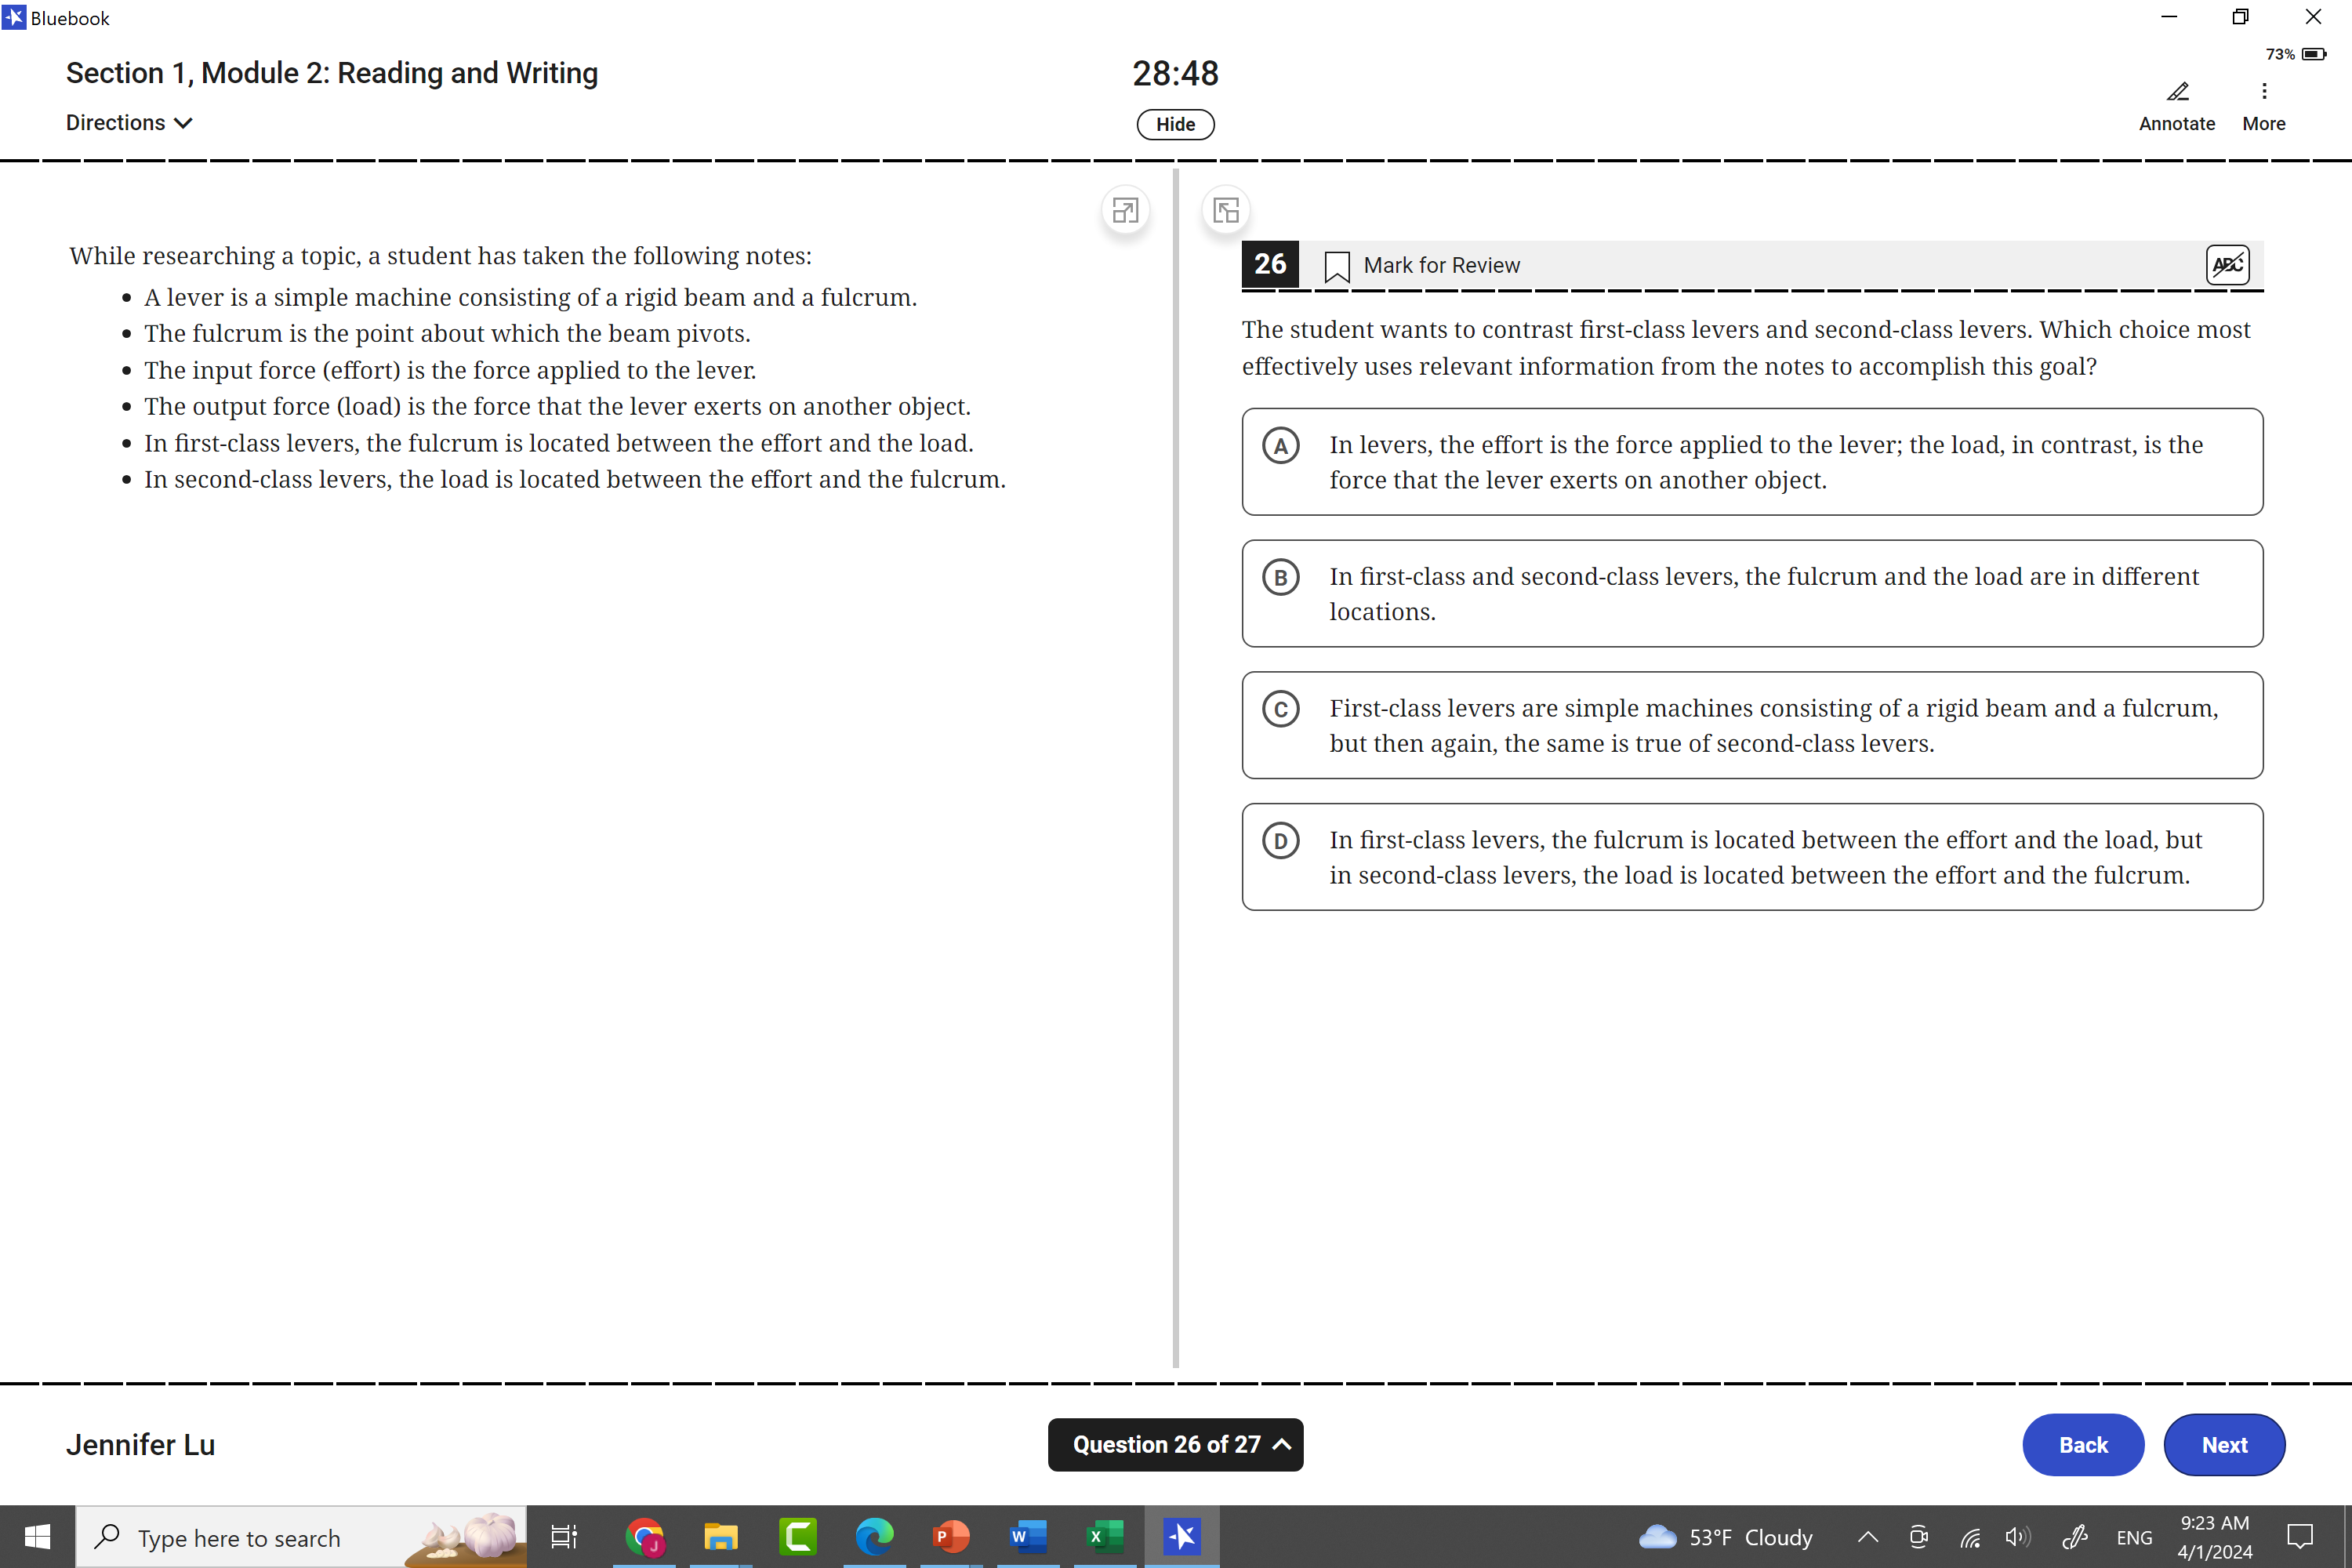 Bluebook
Section 1, Module 2: Reading and Writing
28:48
73%
Directions
Hide
Annotate
More
While researching a topic, a student has taken the following notes:
• A lever is a simple machine consisting of a rigid beam and a fulcrum.
• The fulcrum is the point about which the beam pivots.
• The input force (effort) is the force applied to the lever.
• The output force (load) is the force that the lever exerts on another object.
• In first-class levers, the fulcrum is located between the effort and the load.
• In second-class levers, the load is located between the effort and the fulcrum.
26
Mark for Review
ABC
The student wants to contrast first-class levers and second-class levers. Which choice most
effectively uses relevant information from the notes to accomplish this goal?
A
In levers, the effort is the force applied to the lever; the load, in contrast, is the
force that the lever exerts on another object.
B
In first-class and second-class levers, the fulcrum and the load are in different
locations.
C
First-class levers are simple machines consisting of a rigid beam and a fulcrum,
but then again, the same is true of second-class levers.
D
In first-class levers, the fulcrum is located between the effort and the load, but
in second-class levers, the load is located between the effort and the fulcrum.
Jennifer Lu
Question 26 of 27
Back
Next
Type here to search
J
P
W
X
53°F Cloudy
ENG
9:23 AM
4/1/2024